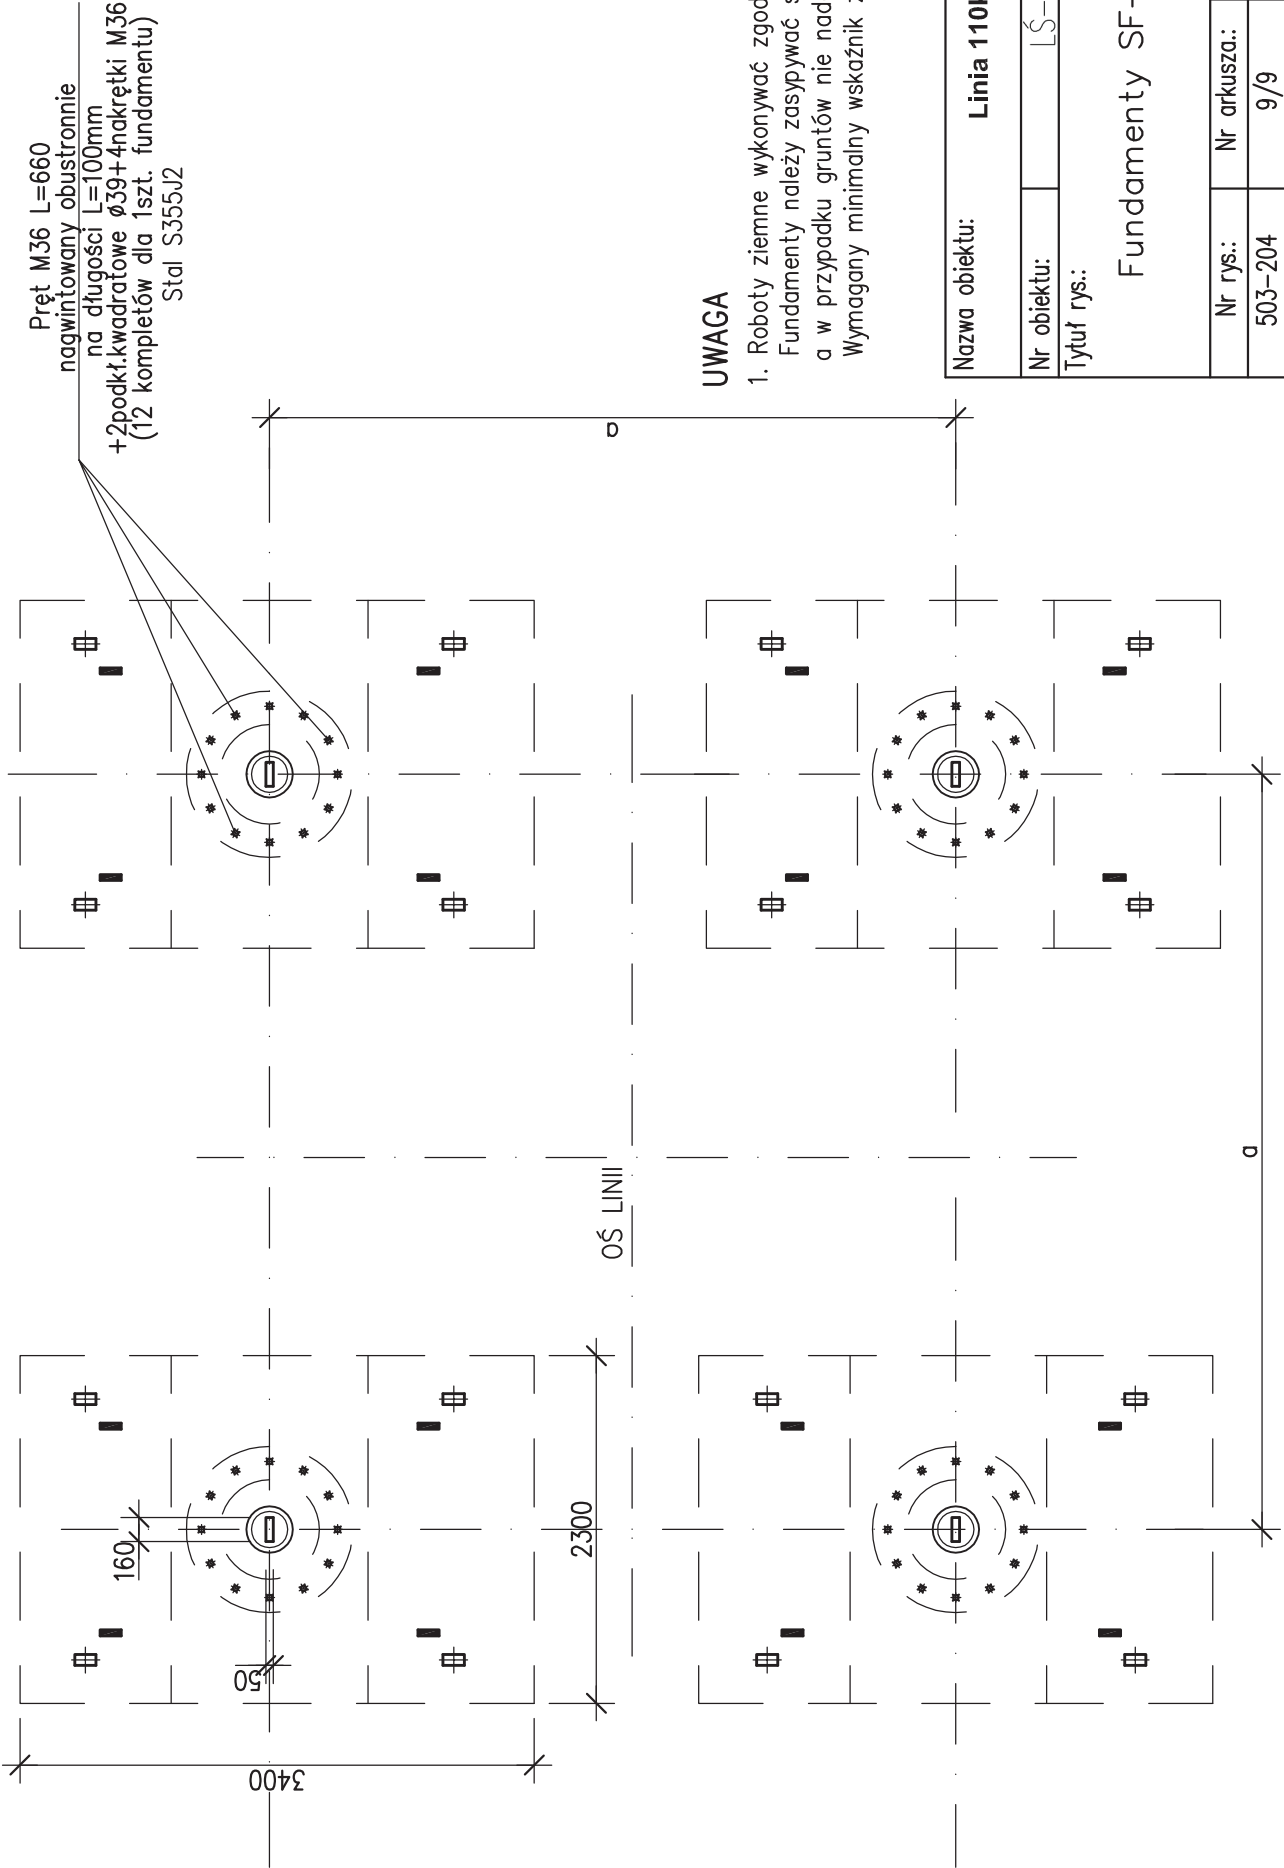 Pręt M36 L=660
nagwintowany obustronnie
na długości L=100mm
+2podkł.kwadratowe ø39+4nakrętki M36
(12 kompletów dla 1szt. fundamentu)
Stal S355J2
160
50
3400
2300
OŚ LINII
a
a
UWAGA
1. Roboty ziemne wykonywać
Fundamenty należy zasypywać
a w przypadku gruntów nie
Wymagany minimalny wskaźnik
Nazwa obiektu:
Linia
Nr obiektu:
LŚ-
Tytuł rys.:
Fundamenty SF-
Nr rys.:
Nr arkusza.:
503-204
9/9